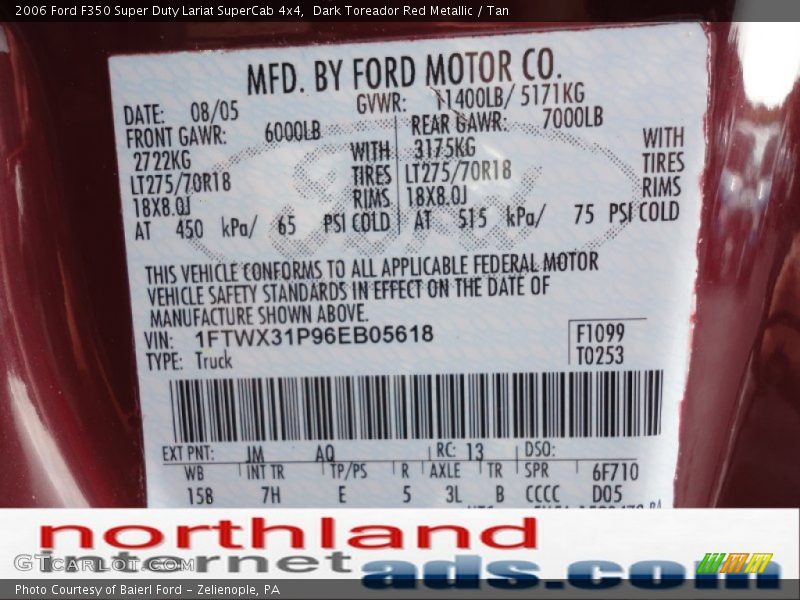 2006 Ford F350 Super Duty Lariat SuperCab 4x4, Dark Toreador Red Metallic / Tan
MFD. BY FORD MOTOR CO.
DATE: 08/05 GVWR: 11400LB/ 5171KG
FRONT GAWR: 6000LB REAR GAWR: 7000LB
2722KG WITH 3175KG WITH
LT275/70R18 TIRES LT275/70R18 TIRES
18X8.0J RIMS 18X8.0J RIMS
AT 450 kPa/ 65 PSI COLD AT 515 kPa/ 75 PSI COLD
THIS VEHICLE CONFORMS TO ALL APPLICABLE FEDERAL MOTOR
VEHICLE SAFETY STANDARDS IN EFFECT ON THE DATE OF
MANUFACTURE SHOWN ABOVE.
VIN: 1FTWX31P96EB05618 F1099
TYPE: Truck T0253
EXT PNT: JM AQ RC: 13 DSO:
WB INT TR TP/PS R AXLE TR SPR 6F710
158 7H E 5 3L B CCCC D05
northland
internet
ads.com
GTCARLOT.COM
Photo Courtesy of Baierl Ford - Zelienople, PA